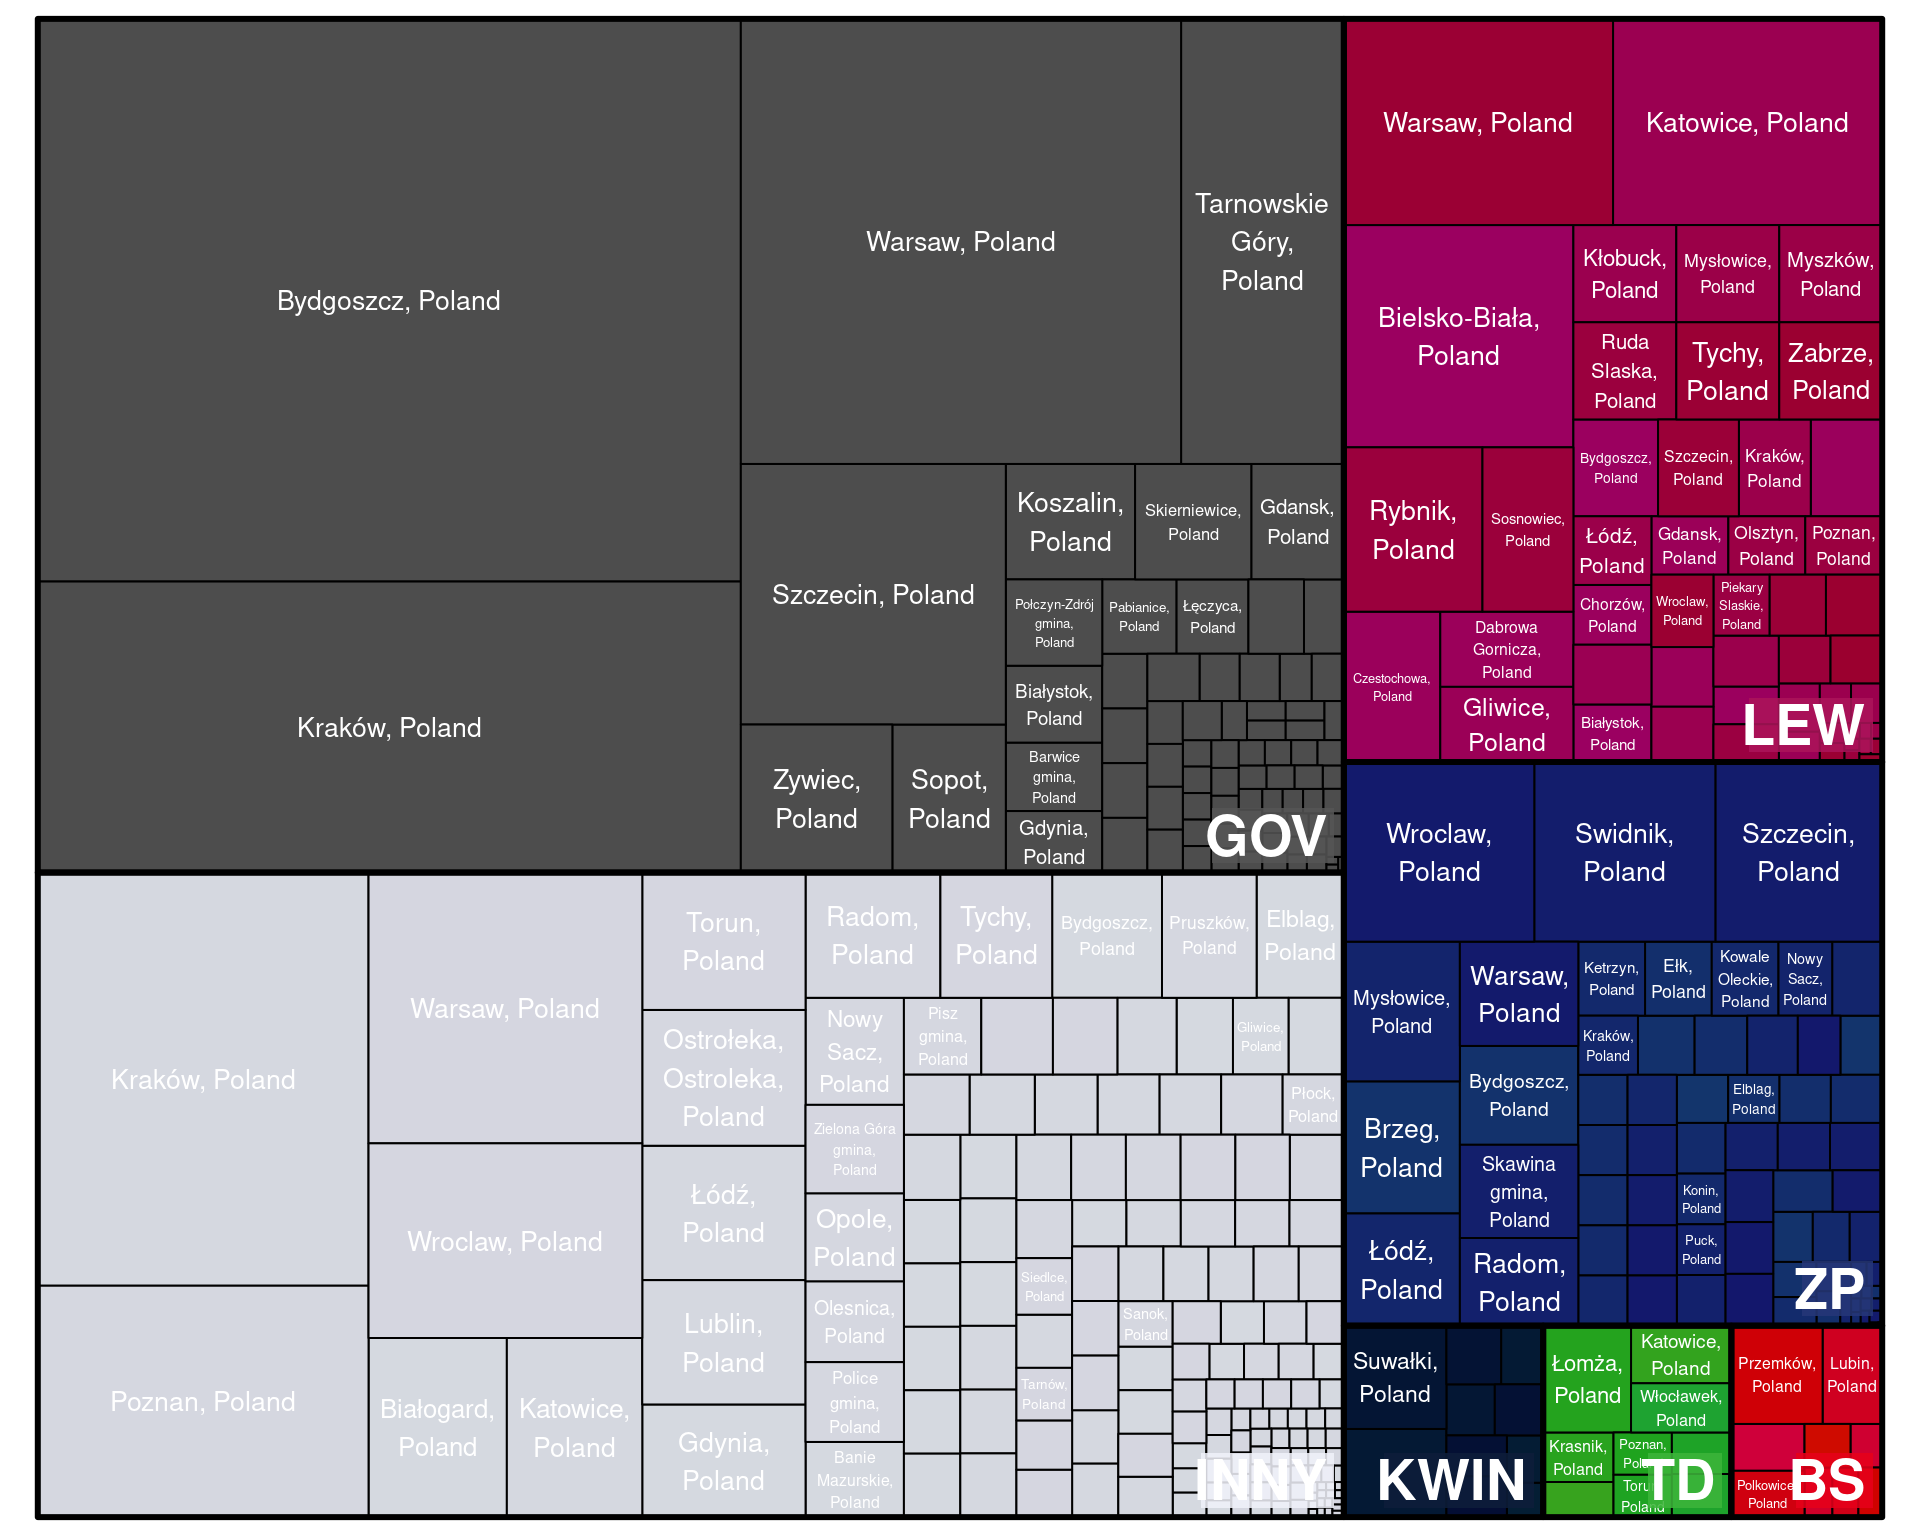 Bydgoszcz, Poland
Kraków, Poland
Warsaw, Poland
Tarnowskie
Góry,
Poland
Szczecin, Poland
Zywiec,
Poland
Sopot,
Poland
Koszalin,
Poland
Skierniewice,
Poland
Gdansk,
Poland
Połczyn-Zdrój
gmina,
Poland
Pabianice,
Poland
Łęczyca,
Poland
Białystok,
Poland
Barwice
gmina,
Poland
Gdynia,
Poland
GOV
Kraków, Poland
Poznan, Poland
Warsaw, Poland
Wroclaw, Poland
Białogard,
Poland
Katowice,
Poland
Torun,
Poland
Ostrołeka,
Ostroleka,
Poland
Łódź,
Poland
Lublin,
Poland
Gdynia,
Poland
Radom,
Poland
Tychy,
Poland
Bydgoszcz,
Poland
Pruszków,
Poland
Elblag,
Poland
Nowy
Sacz,
Poland
Pisz
gmina,
Poland
Gliwice,
Poland
Płock,
Poland
Zielona Góra
gmina,
Poland
Opole,
Poland
Olesnica,
Poland
Police
gmina,
Poland
Banie
Mazurskie,
Poland
Siedlce,
Poland
Sanok,
Poland
Tarnów,
Poland
INNY
Warsaw, Poland
Katowice, Poland
Bielsko-Biała,
Poland
Kłobuck,
Poland
Mysłowice,
Poland
Myszków,
Poland
Ruda
Slaska,
Poland
Tychy,
Poland
Zabrze,
Poland
Rybnik,
Poland
Sosnowiec,
Poland
Bydgoszcz,
Poland
Szczecin,
Poland
Kraków,
Poland
Łódź,
Poland
Gdansk,
Poland
Olsztyn,
Poland
Poznan,
Poland
Czestochowa,
Poland
Dabrowa
Gornicza,
Poland
Gliwice,
Poland
Chorzów,
Poland
Wroclaw,
Poland
Piekary
Slaskie,
Poland
Białystok,
Poland
LEW
Wroclaw,
Poland
Swidnik,
Poland
Szczecin,
Poland
Mysłowice,
Poland
Warsaw,
Poland
Ketrzyn,
Poland
Ełk,
Poland
Kowale
Oleckie,
Poland
Nowy
Sacz,
Poland
Kraków,
Poland
Bydgoszcz,
Poland
Elblag,
Poland
Brzeg,
Poland
Skawina
gmina,
Poland
Konin,
Poland
Łódź,
Poland
Radom,
Poland
Puck,
Poland
ZP
Suwałki,
Poland
KWIN
Łomża,
Poland
Katowice,
Poland
Włocławek,
Poland
Krasnik,
Poland
Poznan,
Poland
Poland
TD
Przemków,
Poland
Lubin,
Poland
Polkowice
Poland
BS